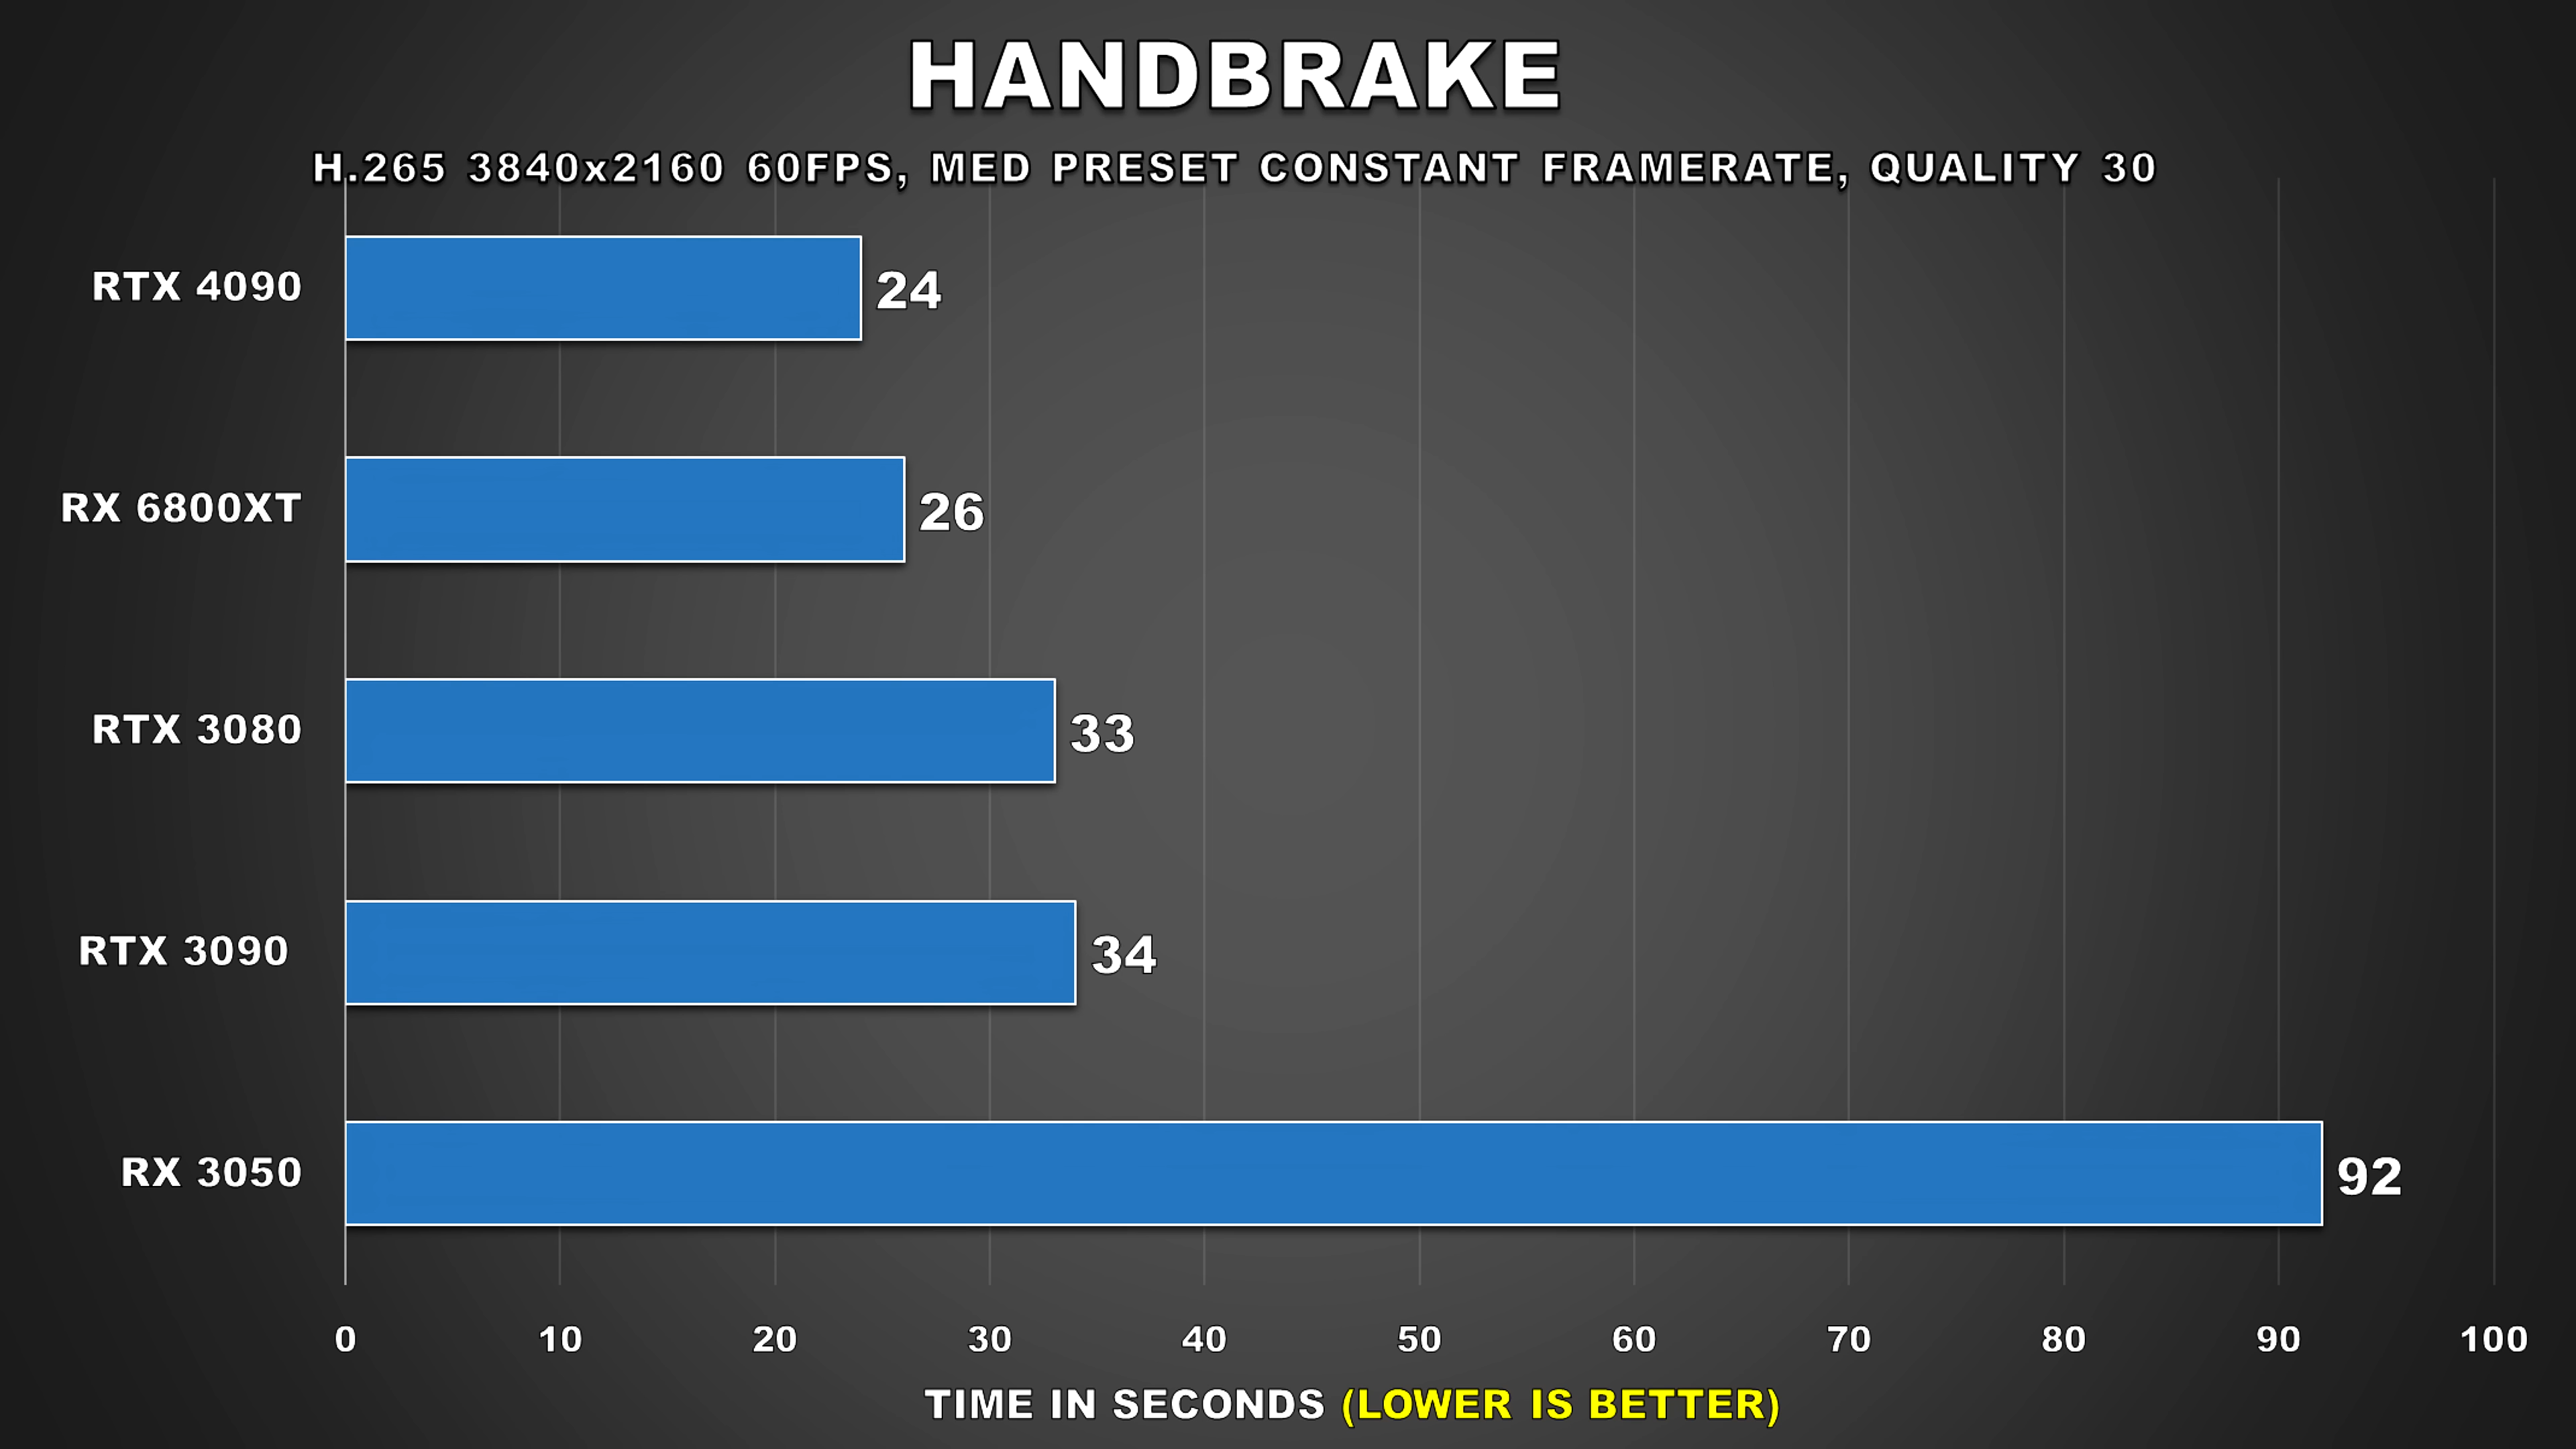 HANDBRAKE
H.265 3840x2160 60FPS, MED PRESET CONSTANT FRAMERATE, QUALITY 30
RTX 4090 24
RX 6800XT 26
RTX 3080 33
RTX 3090 34
RX 3050 92
0 10 20 30 40 50 60 70 80 90 100
TIME IN SECONDS (LOWER IS BETTER)